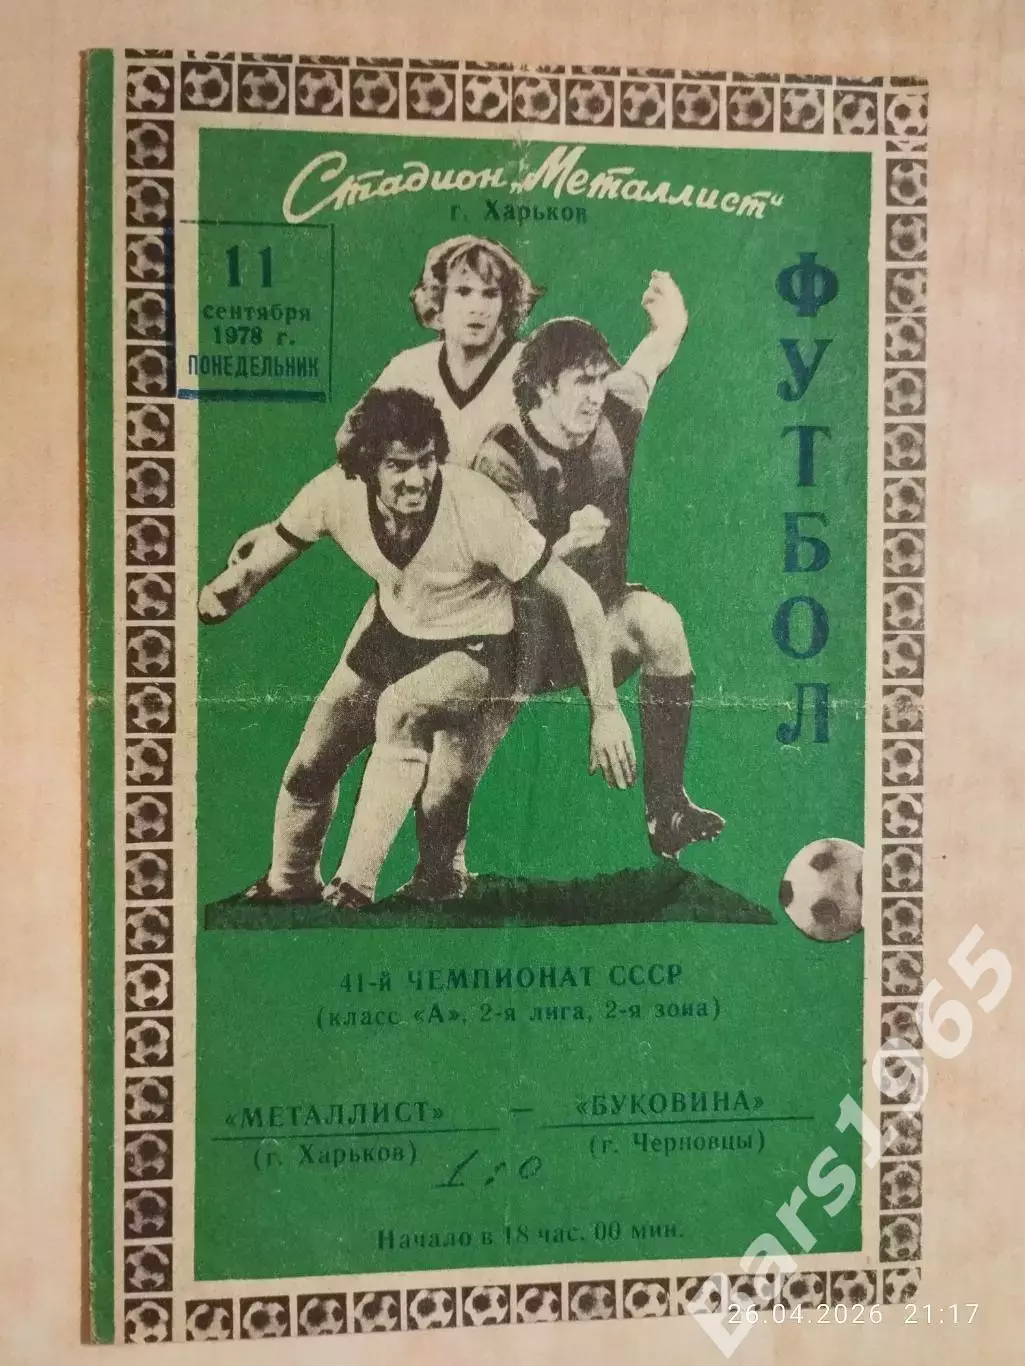 Стадион „Металлист“
г. Харьков
11
сентября
1978 г.
ПОНЕДЕЛЬНИК
ФУТБОЛ
41-й ЧЕМПИОНАТ СССР
(класс «А», 2-я лига, 2-я зона)
«МЕТАЛЛИСТ» — «БУКОВИНА»
(г. Харьков) (г. Черновцы)
1:0
Начало в 18 час. 00 мин.
Bars1965
26.04.2026 21:17